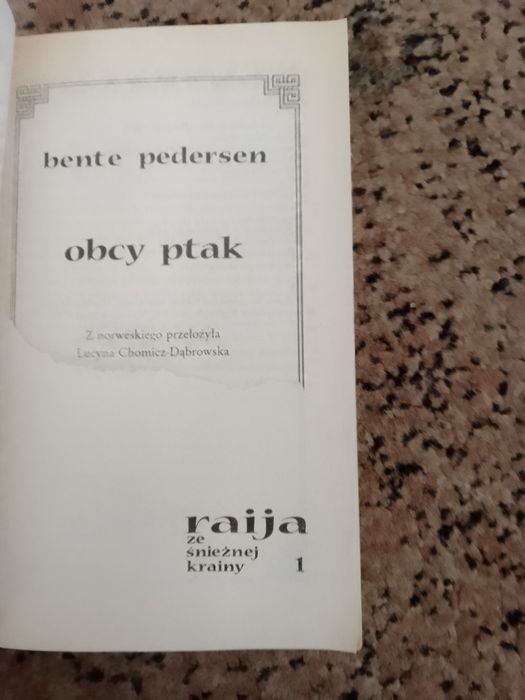 bente pedersen
obcy ptak
Z norweskiego przełożyła
Lucyna Chomicz-Dąbrowska
raija
ze
śnieżnej
krainy 1